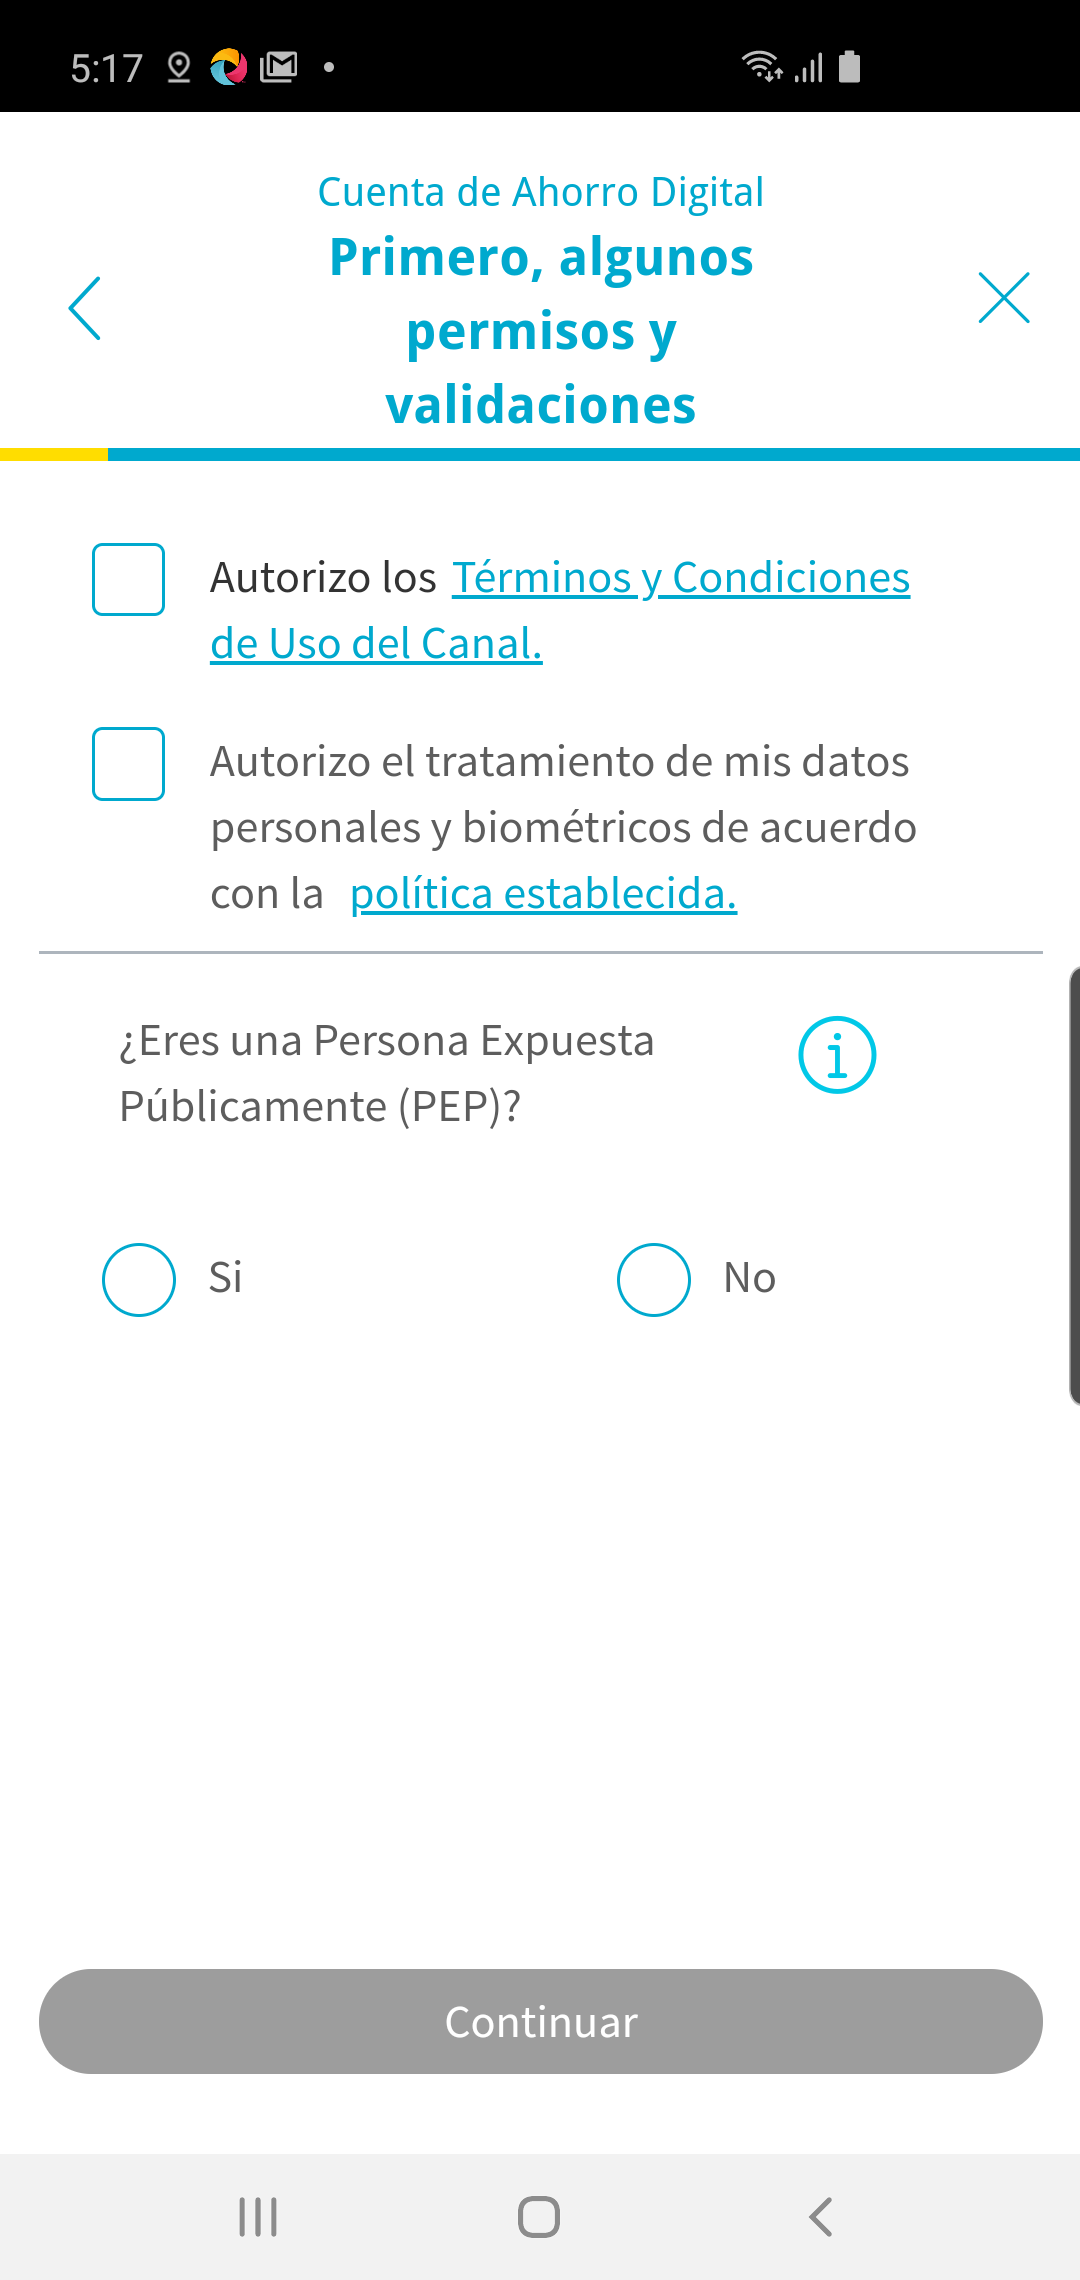 5:17
Cuenta de Ahorro Digital
Primero, algunos
permisos y
validaciones
Autorizo los Términos y Condiciones
de Uso del Canal.
Autorizo el tratamiento de mis datos
personales y biométricos de acuerdo
con la política establecida.
¿Eres una Persona Expuesta
Públicamente (PEP)?
Si
No
Continuar